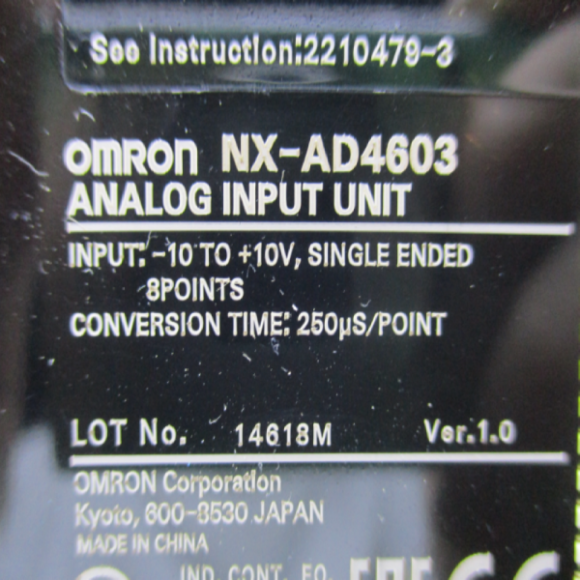 See Instruction:2210479-3
OMRON NX-AD4603
ANALOG INPUT UNIT
INPUT: -10 TO +10V, SINGLE ENDED
8POINTS
CONVERSION TIME: 250µS/POINT
LOT No. 14618M Ver.1.0
OMRON Corporation
Kyoto, 600-8530 JAPAN
MADE IN CHINA
IND. CONT. EQ.